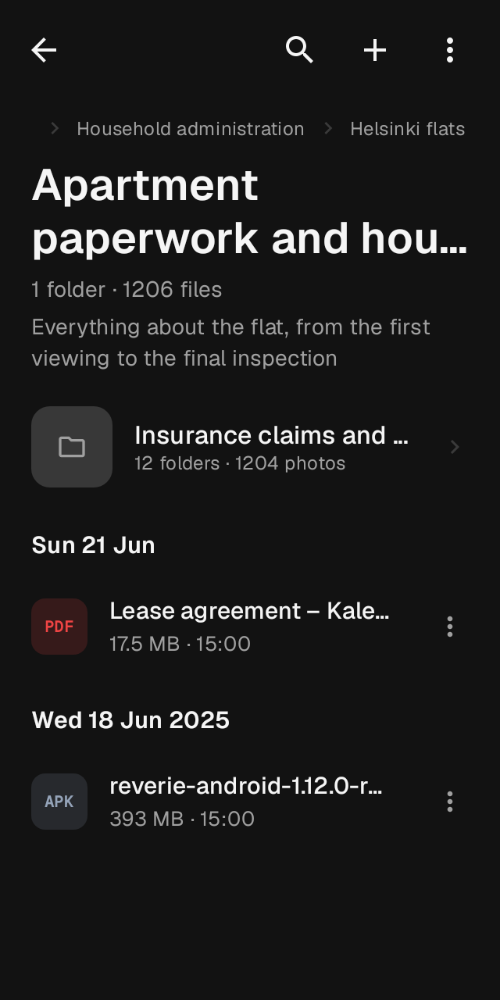 Household administration
Helsinki flats
Apartment
paperwork and hou...
1 folder · 1206 files
Everything about the flat, from the first
viewing to the final inspection
Insurance claims and ...
12 folders · 1204 photos
Sun 21 Jun
PDF
Lease agreement – Kale...
17.5 MB · 15:00
Wed 18 Jun 2025
APK
reverie-android-1.12.0-r...
393 MB · 15:00